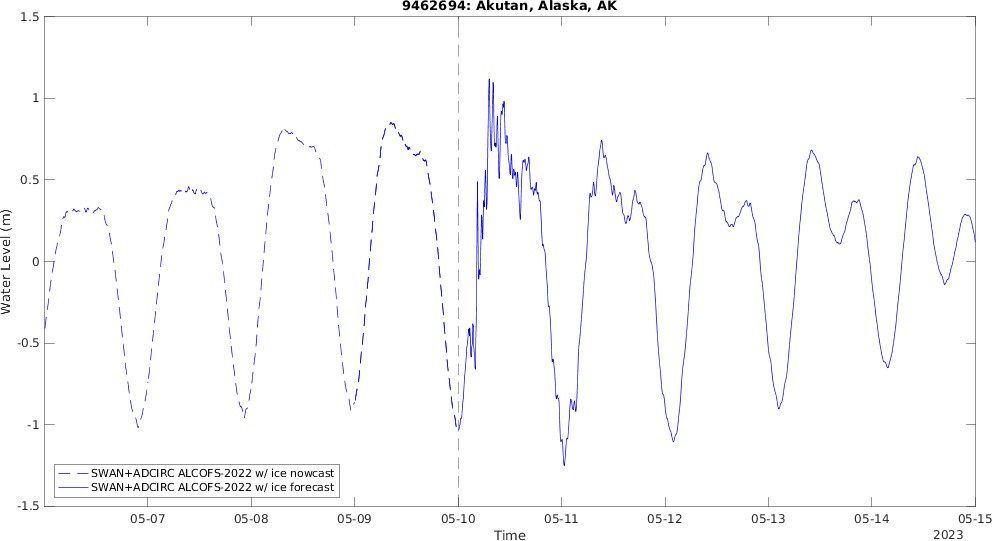 9462694: Akutan, Alaska, AK
1.5
1
0.5
0
-0.5
-1
-1.5
Water Level (m)
SWAN+ADCIRC ALCOFS-2022 w/ ice nowcast
SWAN+ADCIRC ALCOFS-2022 w/ ice forecast
05-07 05-08 05-09 05-10 05-11 05-12 05-13 05-14 05-15
Time
2023